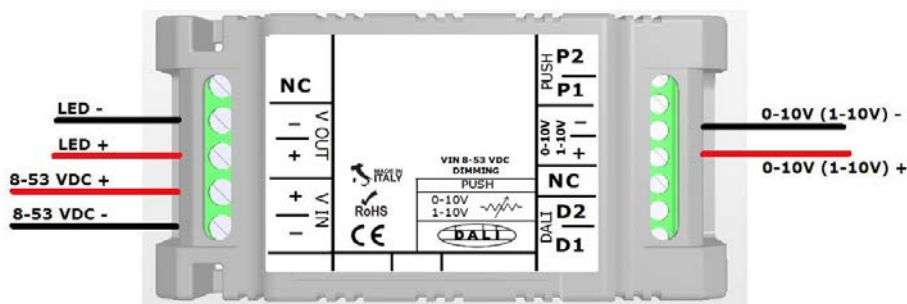 LED -
LED +
8-53 VDC +
8-53 VDC -
NC
-
+
V OUT
+
-
V IN
MADE IN
ITALY
RoHS
CE
VIN 8-53 VDC
DIMMING
PUSH
0-10V
1-10V
DALI
PUSH
P2
P1
0-10V
1-10V
-
+
NC
DALI
D2
D1
0-10V (1-10V) -
0-10V (1-10V) +